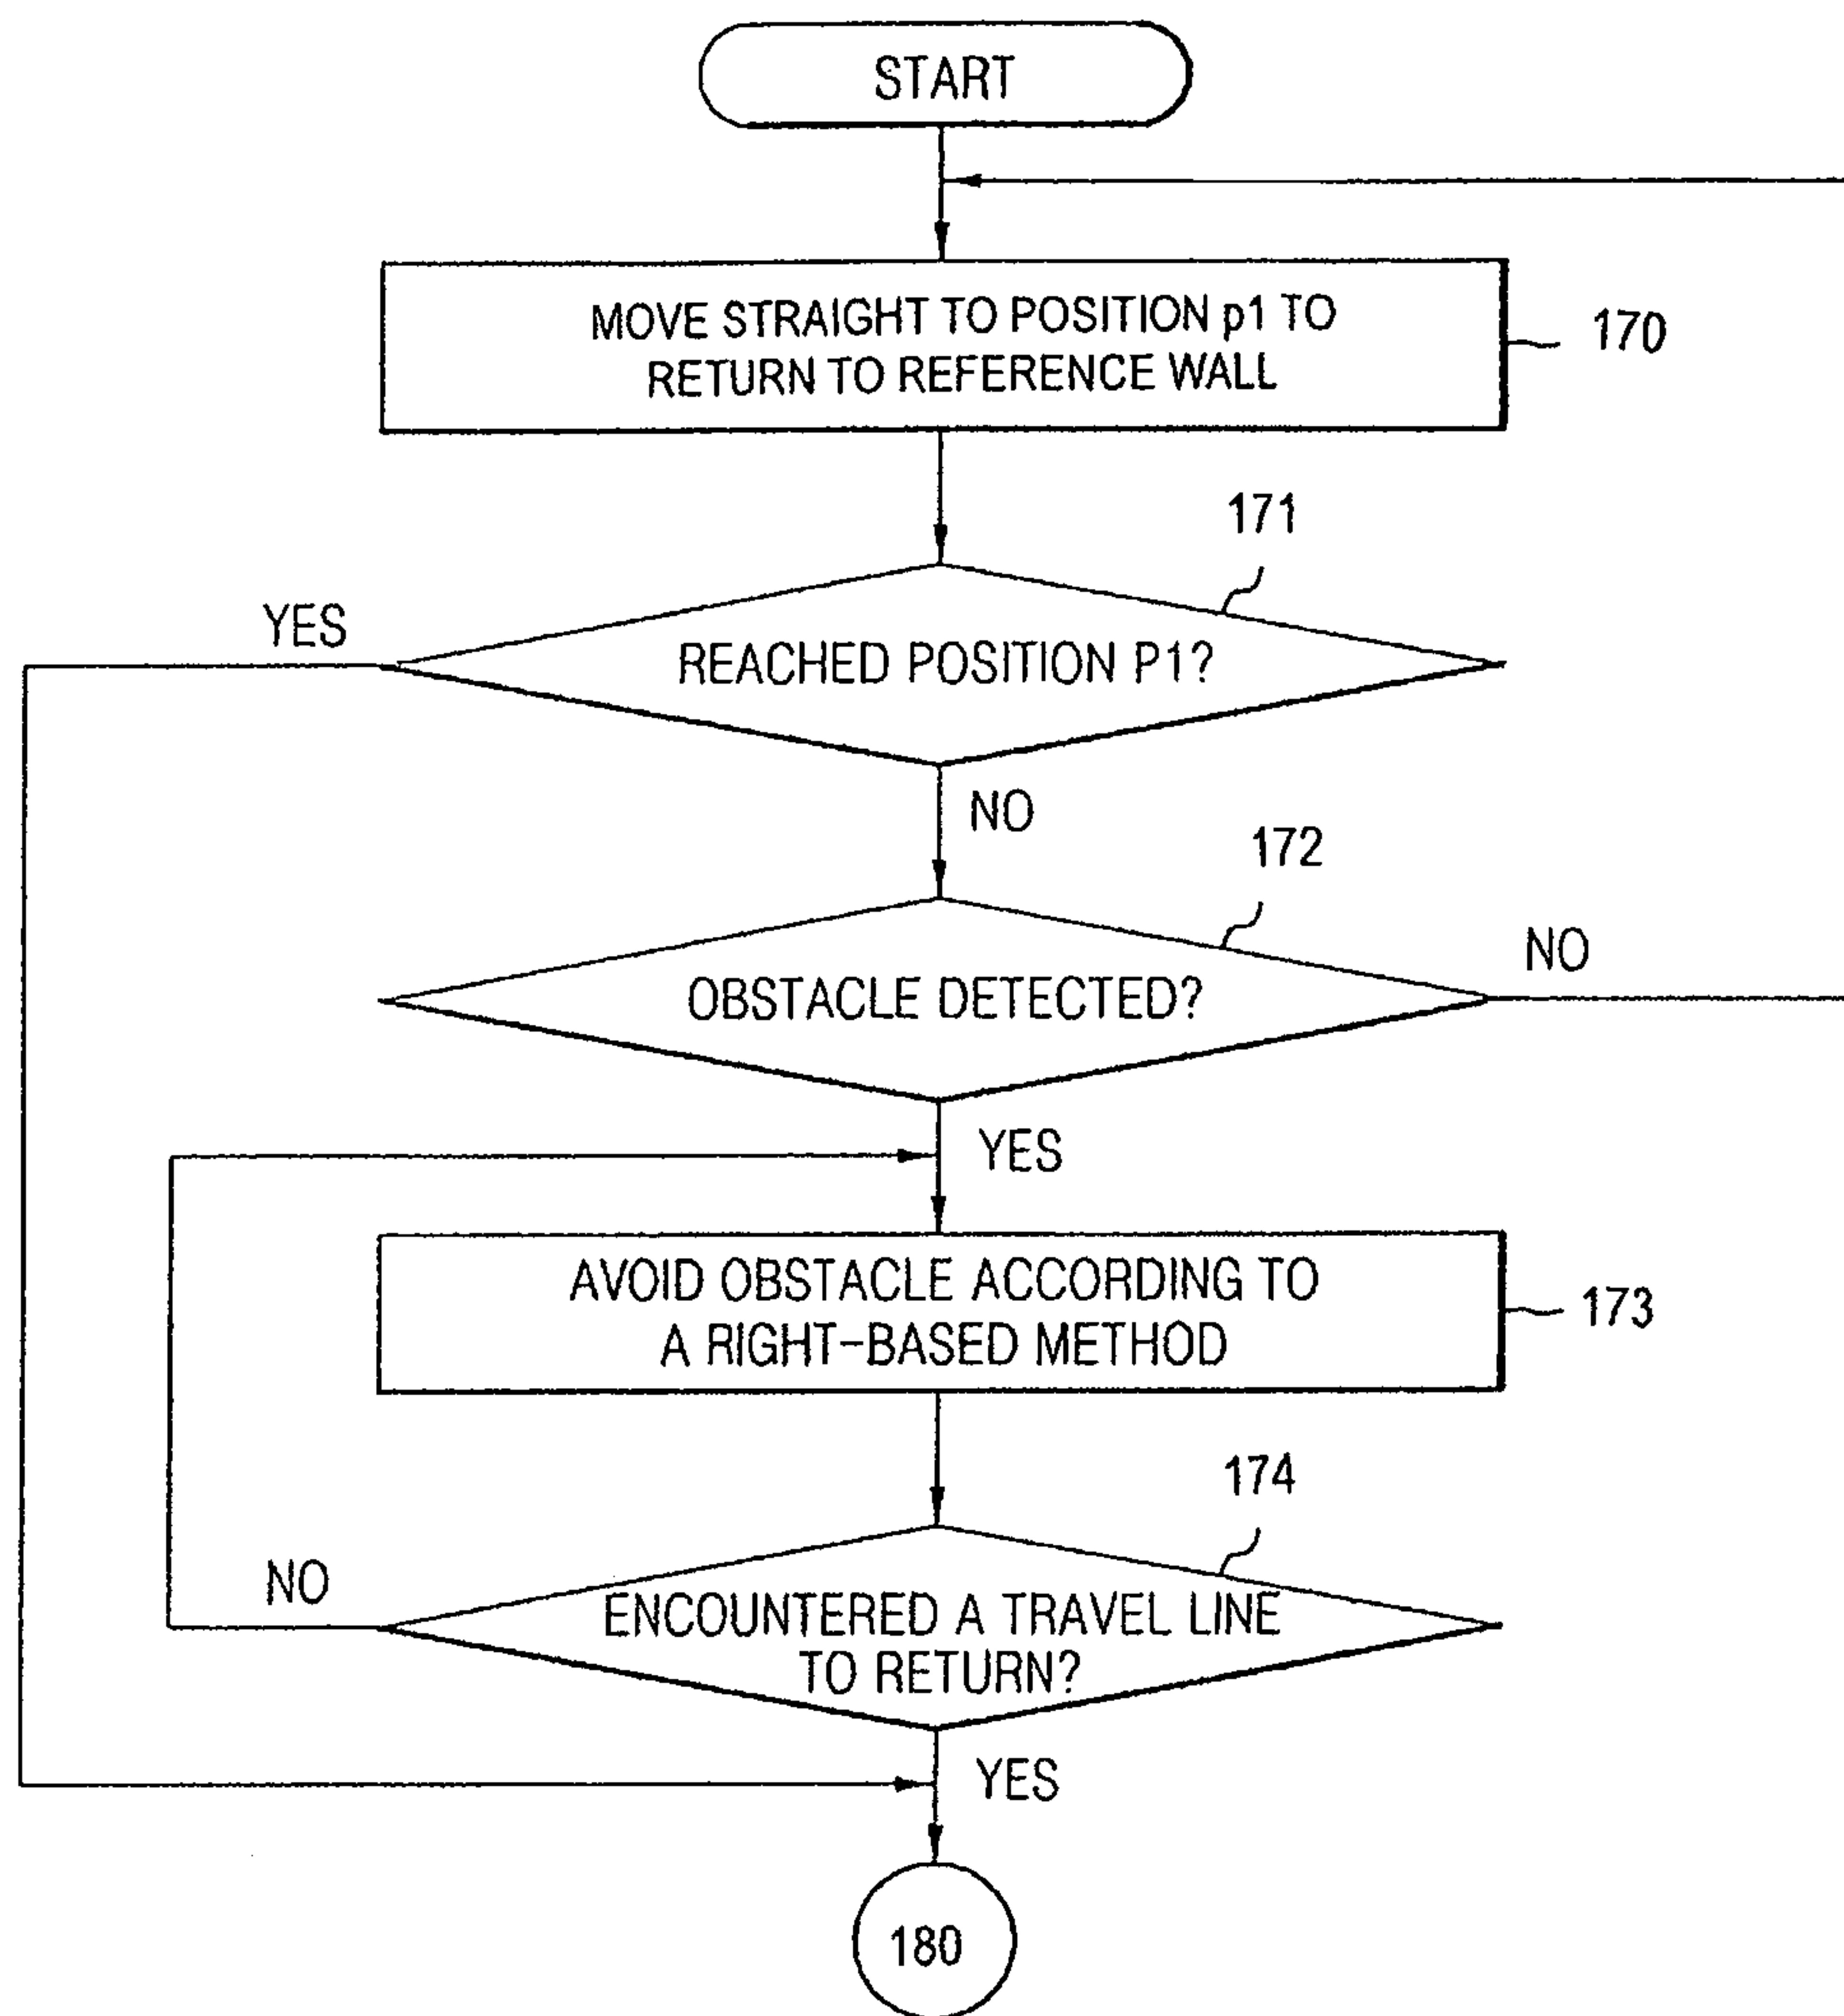 START
MOVE STRAIGHT TO POSITION p1 TO
RETURN TO REFERENCE WALL
170
171
YES
REACHED POSITION P1?
NO
172
NO
OBSTACLE DETECTED?
YES
AVOID OBSTACLE ACCORDING TO
A RIGHT-BASED METHOD
173
174
NO
ENCOUNTERED A TRAVEL LINE
TO RETURN?
YES
180